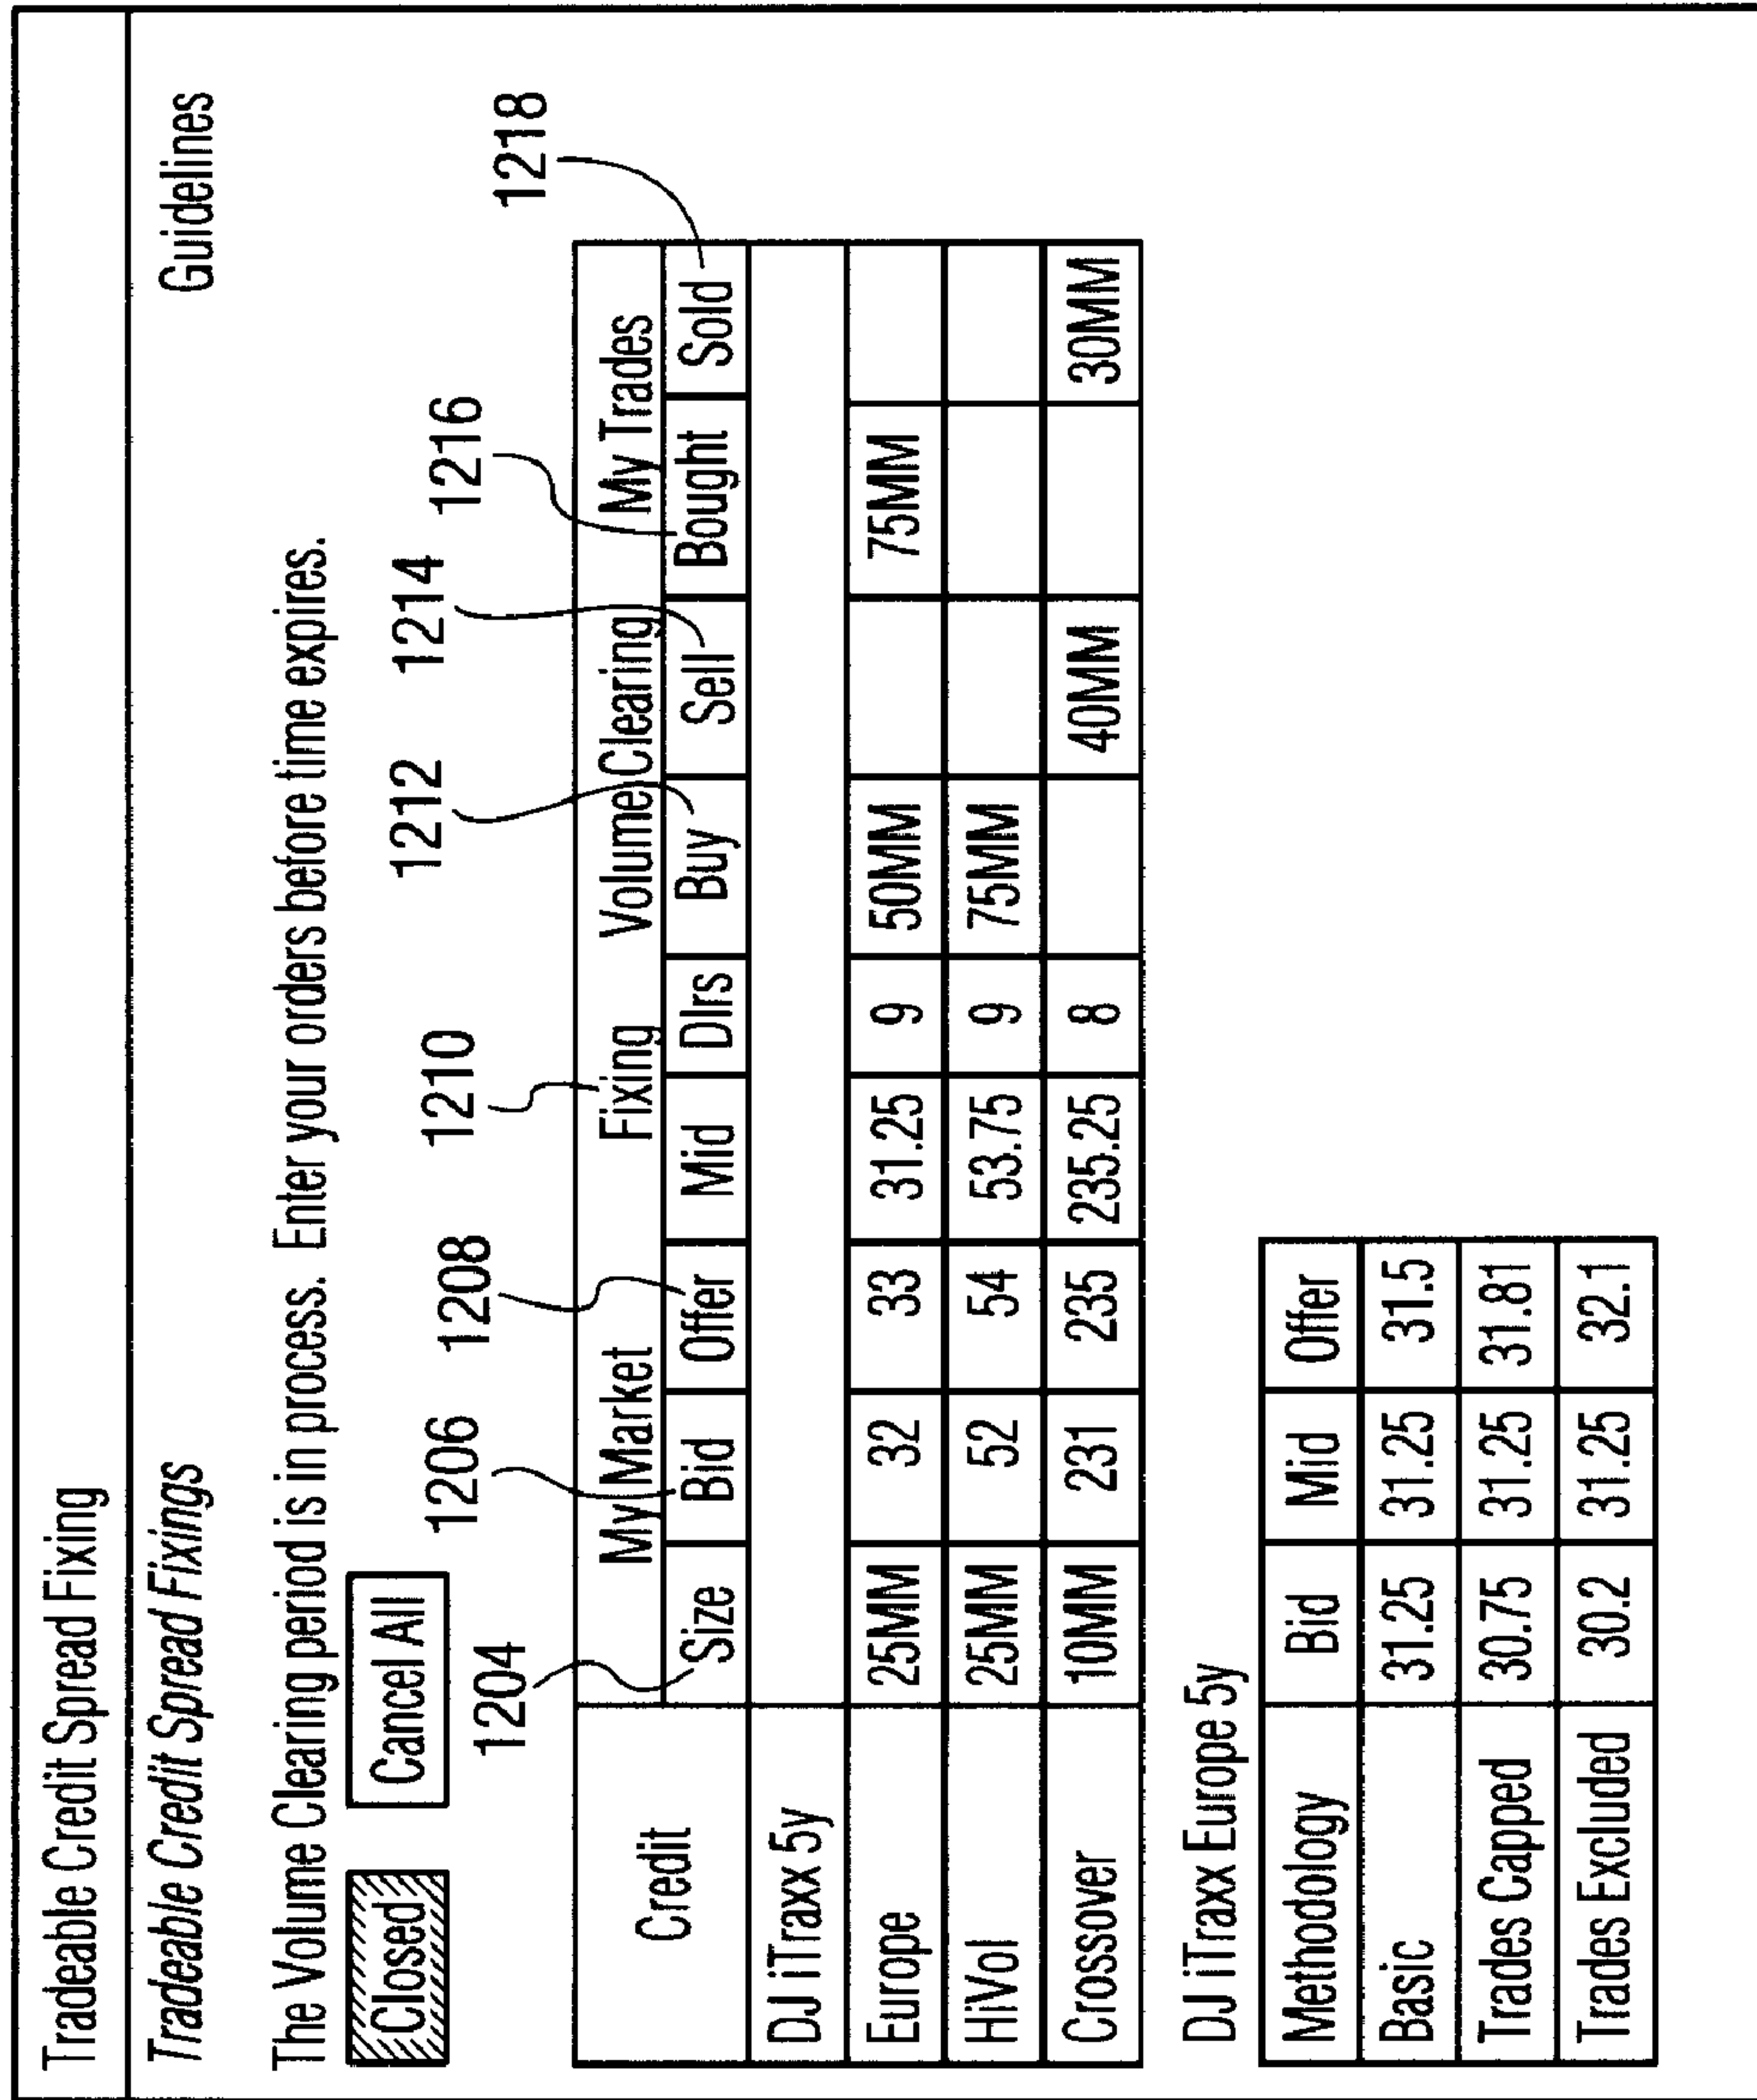 Tradeable Credit Spread Fixing
Tradeable Credit Spread Fixings Guidelines
The Volume Clearing period is in process. Enter your orders before time expires.
Closed Cancel All
1204 1206 1208 1210 1212 1214 1216 1218
Credit My Market Fixing Volume Clearing My Trades
Size Bid Offer Mid Dlrs Buy Sell Bought Sold
DJ iTraxx 5y
Europe 25MM 32 33 31.25 9 50MM 75MM
HiVol 25MM 52 54 53.75 9 75MM
Crossover 10MM 231 235 235.25 8 40MM 30MM
DJ iTraxx Europe 5y
Methodology Bid Mid Offer
Basic 31.25 31.25 31.5
Trades Capped 30.75 31.25 31.81
Trades Excluded 30.2 31.25 32.1